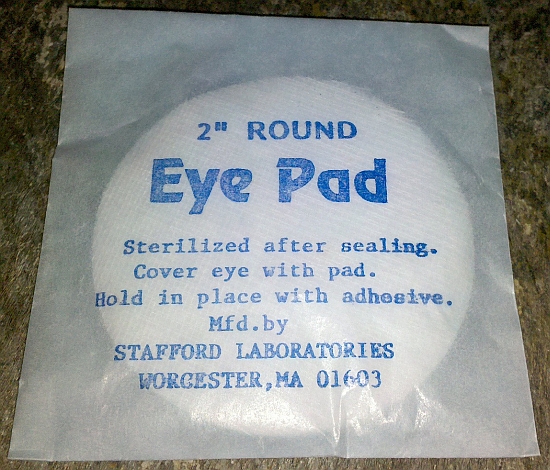 2" ROUND
Eye Pad
Sterilized after sealing.
Cover eye with pad.
Hold in place with adhesive.
Mfd.by
STAFFORD LABORATORIES
WORCESTER,MA 01603